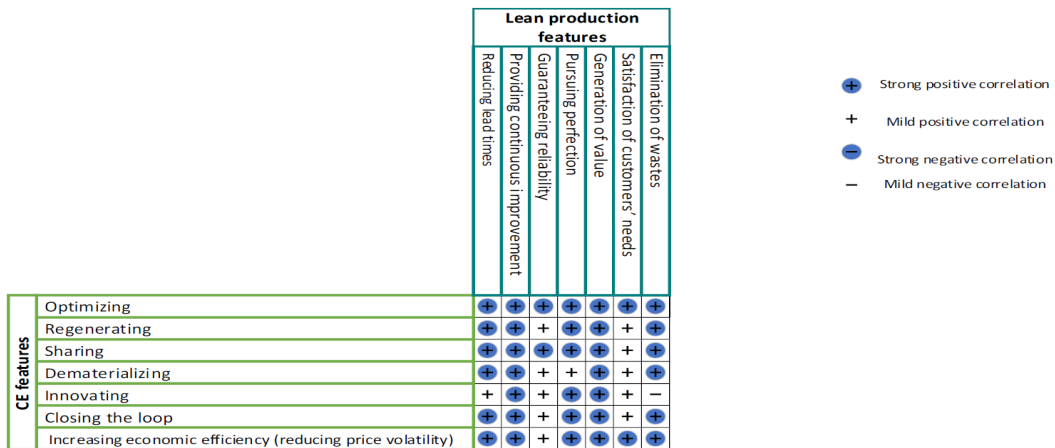 Lean production
features
Reducing lead times
Providing continuous improvement
Guaranteeing reliability
Pursuing perfection
Generation of value
Satisfaction of customers' needs
Elimination of wastes
+ Strong positive correlation
+ Mild positive correlation
− Strong negative correlation
− Mild negative correlation
CE features
Optimizing + + + + + + +
Regenerating + + + + + + +
Sharing + + + + + + +
Dematerializing + + + + + + +
Innovating + + + + + + −
Closing the loop + + + + + + +
Increasing economic efficiency (reducing price volatility) + + + + + + +